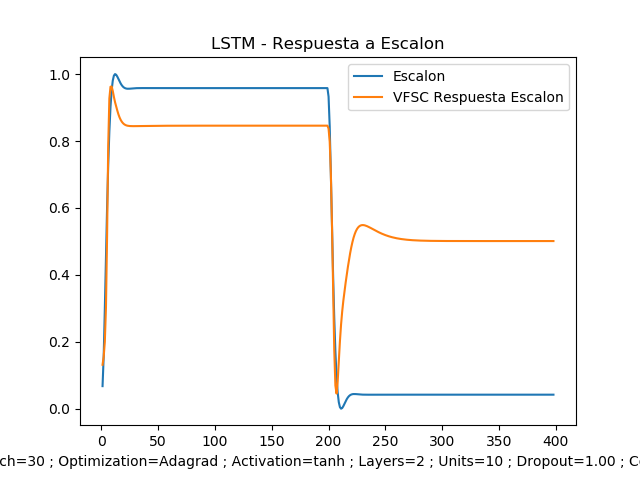 LSTM - Respuesta a Escalon
Escalon
VFSC Respuesta Escalon
1.0
0.8
0.6
0.4
0.2
0.0
0 50 100 150 200 250 300 350 400
ch=30 ; Optimization=Adagrad ; Activation=tanh ; Layers=2 ; Units=10 ; Dropout=1.00 ; C